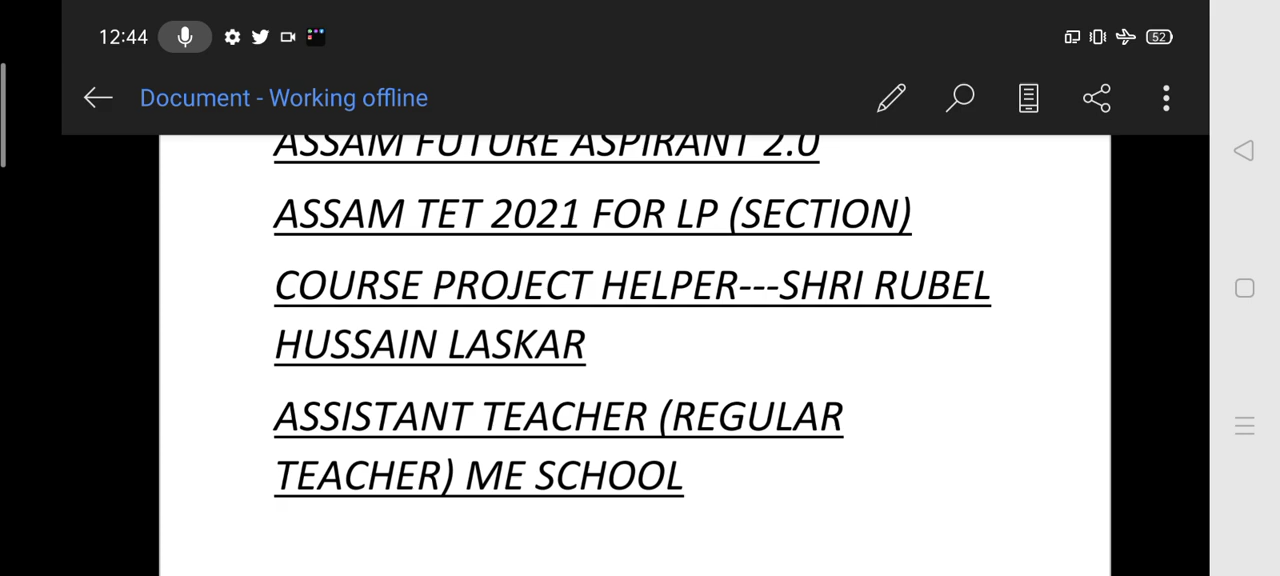 12:44
52
Document - Working offline
ASSAM FUTURE ASPIRANT 2.0
ASSAM TET 2021 FOR LP (SECTION)
COURSE PROJECT HELPER---SHRI RUBEL
HUSSAIN LASKAR
ASSISTANT TEACHER (REGULAR
TEACHER) ME SCHOOL